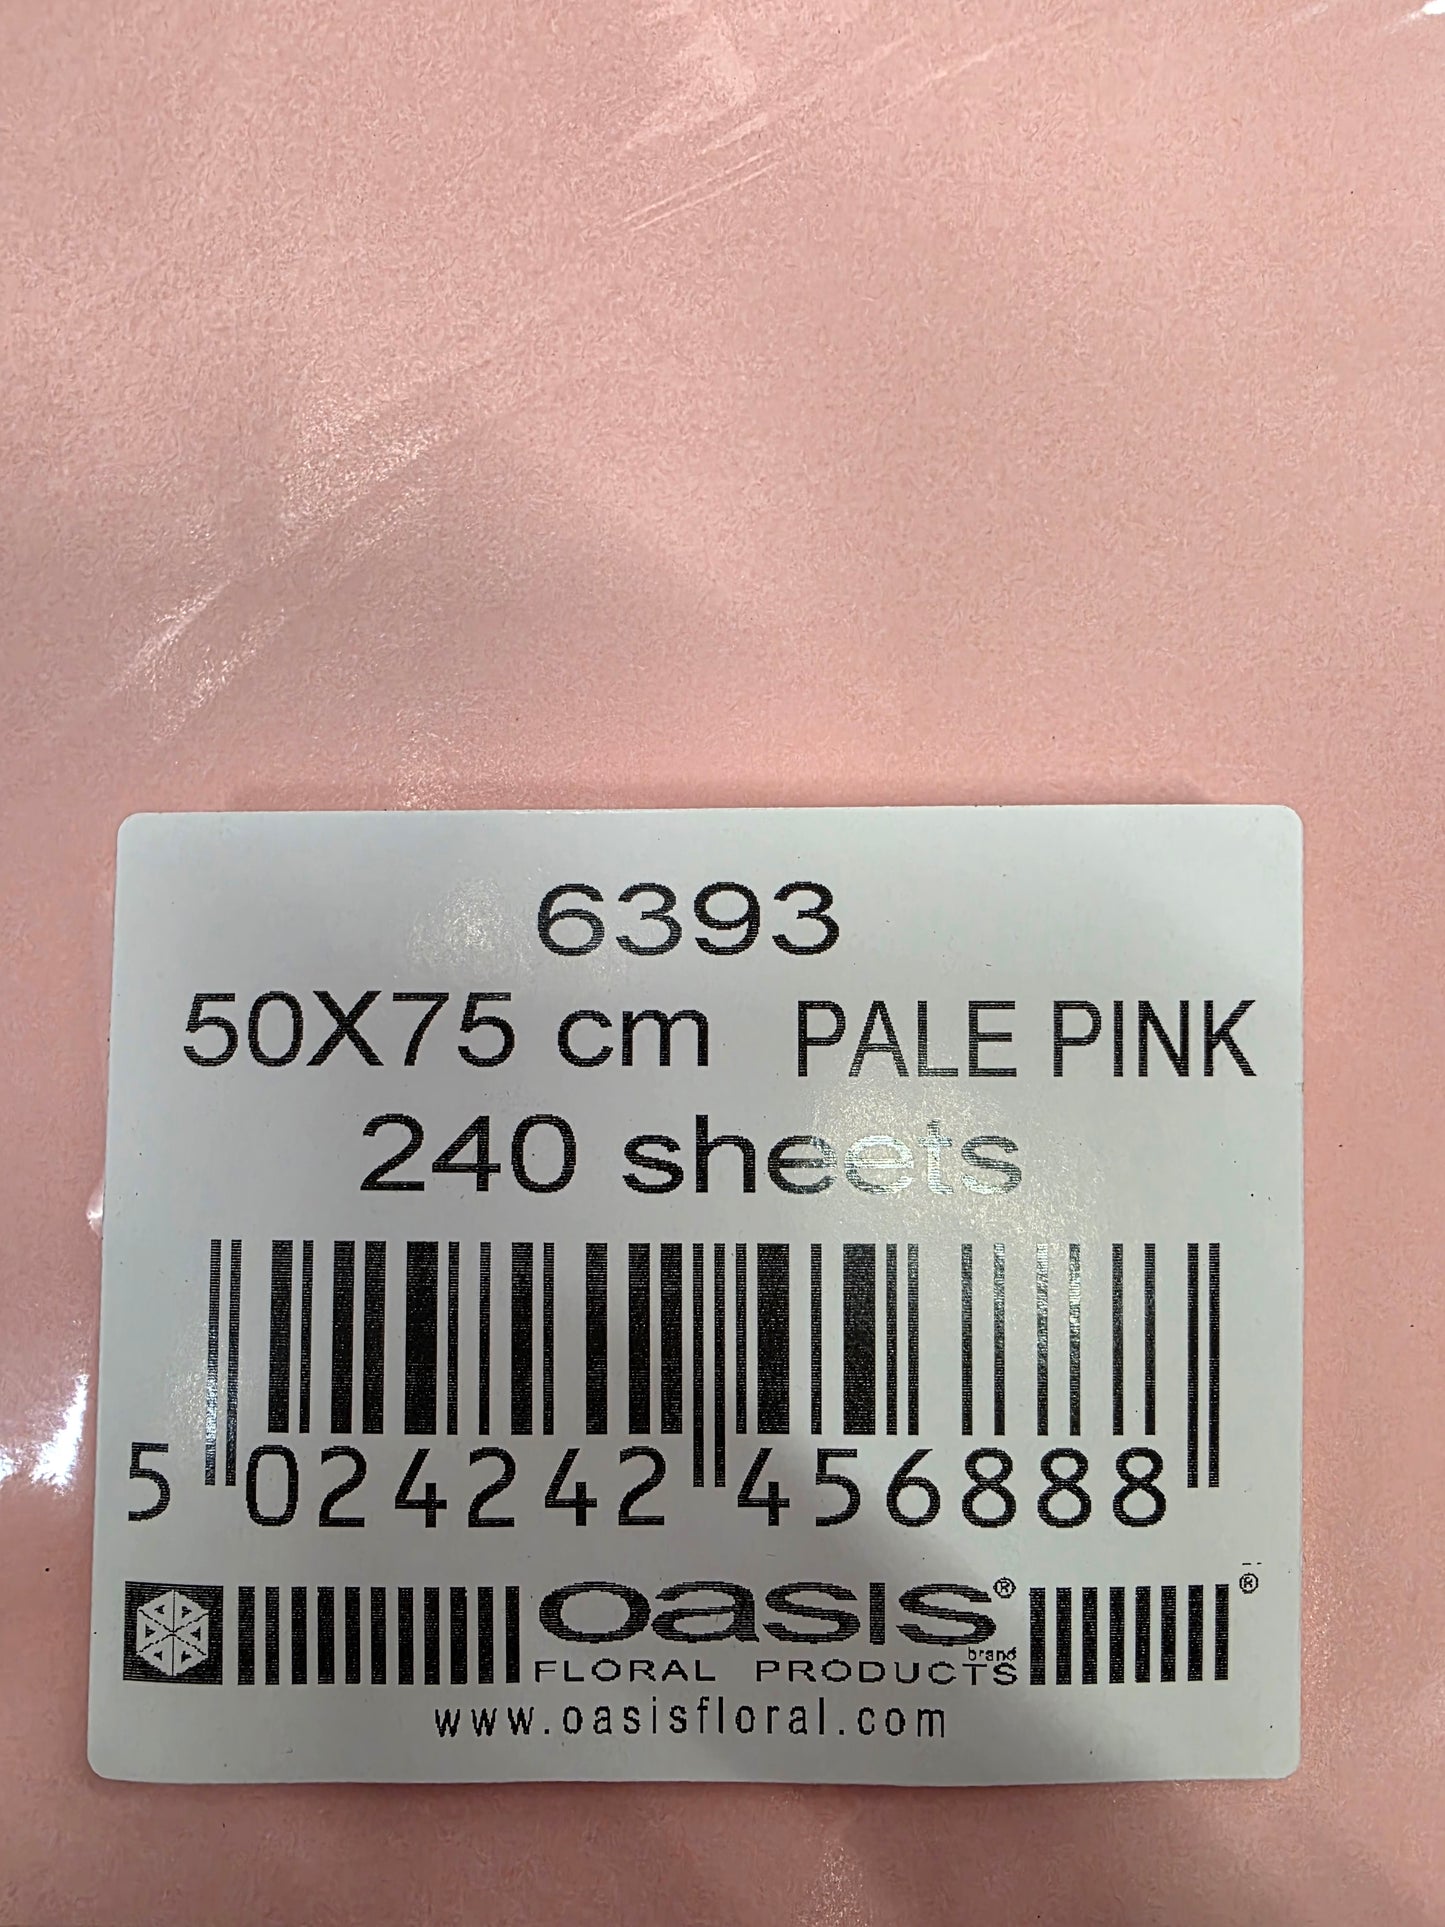 6393
50X75 cm PALE PINK
240 sheets
5 024242 456888
oasis® ®
brand
FLORAL PRODUCTS
www.oasisfloral.com